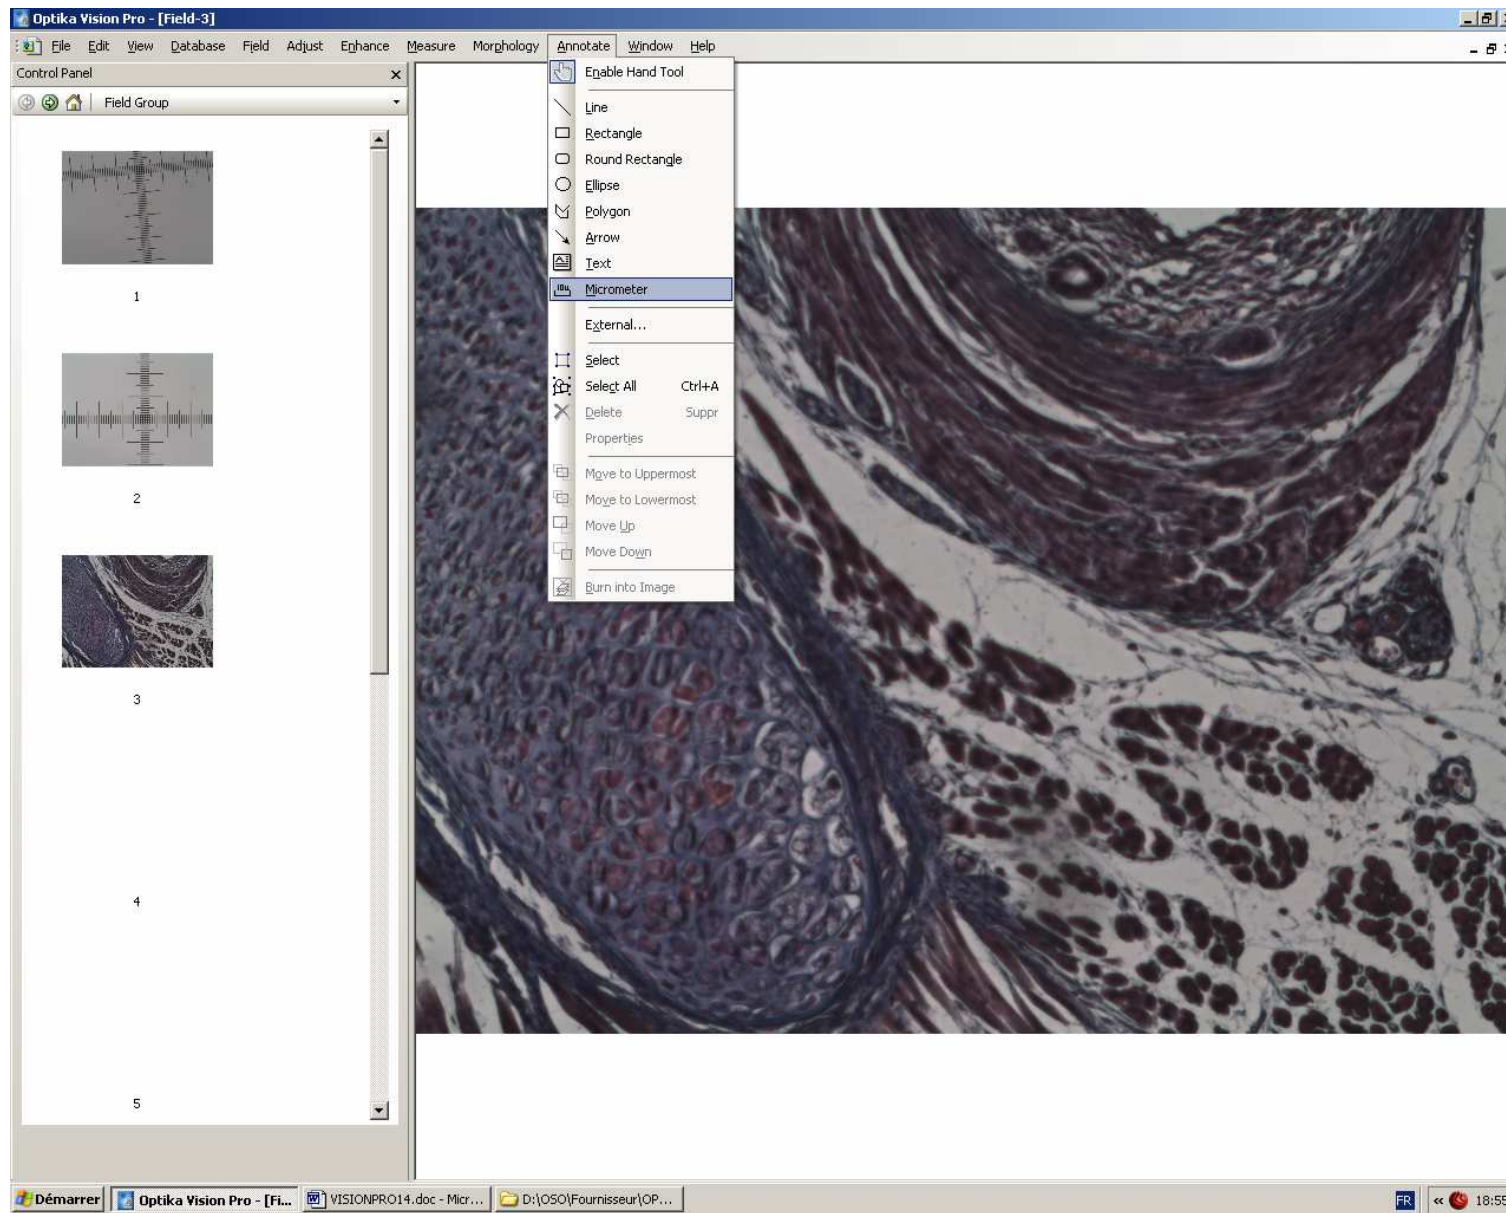 Optika Vision Pro - [Field-3]
File Edit View Database Field Adjust Enhance Measure Morphology Annotate Window Help
Control Panel
Field Group
1
2
3
4
5
Enable Hand Tool
Line
Rectangle
Round Rectangle
Ellipse
Polygon
Arrow
Text
Micrometer
External...
Select
Select All Ctrl+A
Delete Suppr
Properties
Move to Uppermost
Move to Lowermost
Move Up
Move Down
Burn into Image
Démarrer Optika Vision Pro - [Fi... VISIONPRO14.doc - Micr... D:\OSO\Fournisseur\OP... FR « 18:55